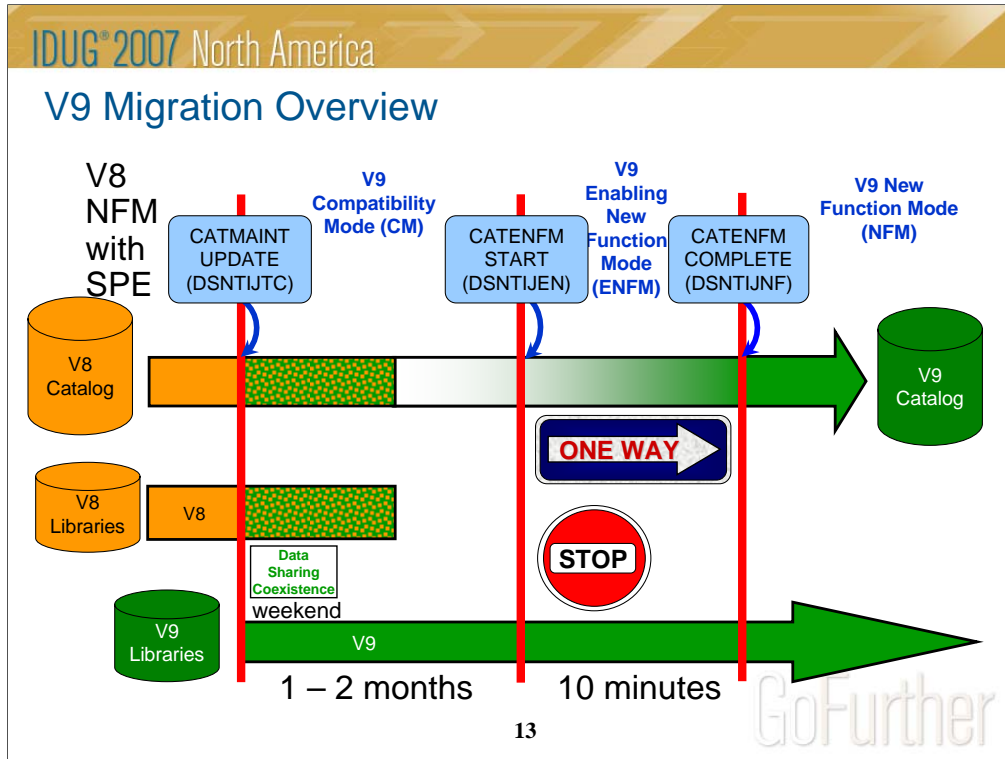 IDUG® 2007 North America
V9 Migration Overview
V8
NFM
with
SPE
CATMAINT
UPDATE
(DSNTIJTC)
V9
Compatibility
Mode (CM)
CATENFM
START
(DSNTIJEN)
V9
Enabling
New
Function
Mode
(ENFM)
CATENFM
COMPLETE
(DSNTIJNF)
V9 New
Function Mode
(NFM)
V8
Catalog
V9
Catalog
ONE WAY
V8
Libraries
V8
STOP
Data
Sharing
Coexistence
weekend
V9
Libraries
V9
1 – 2 months
10 minutes
13
GoFurther